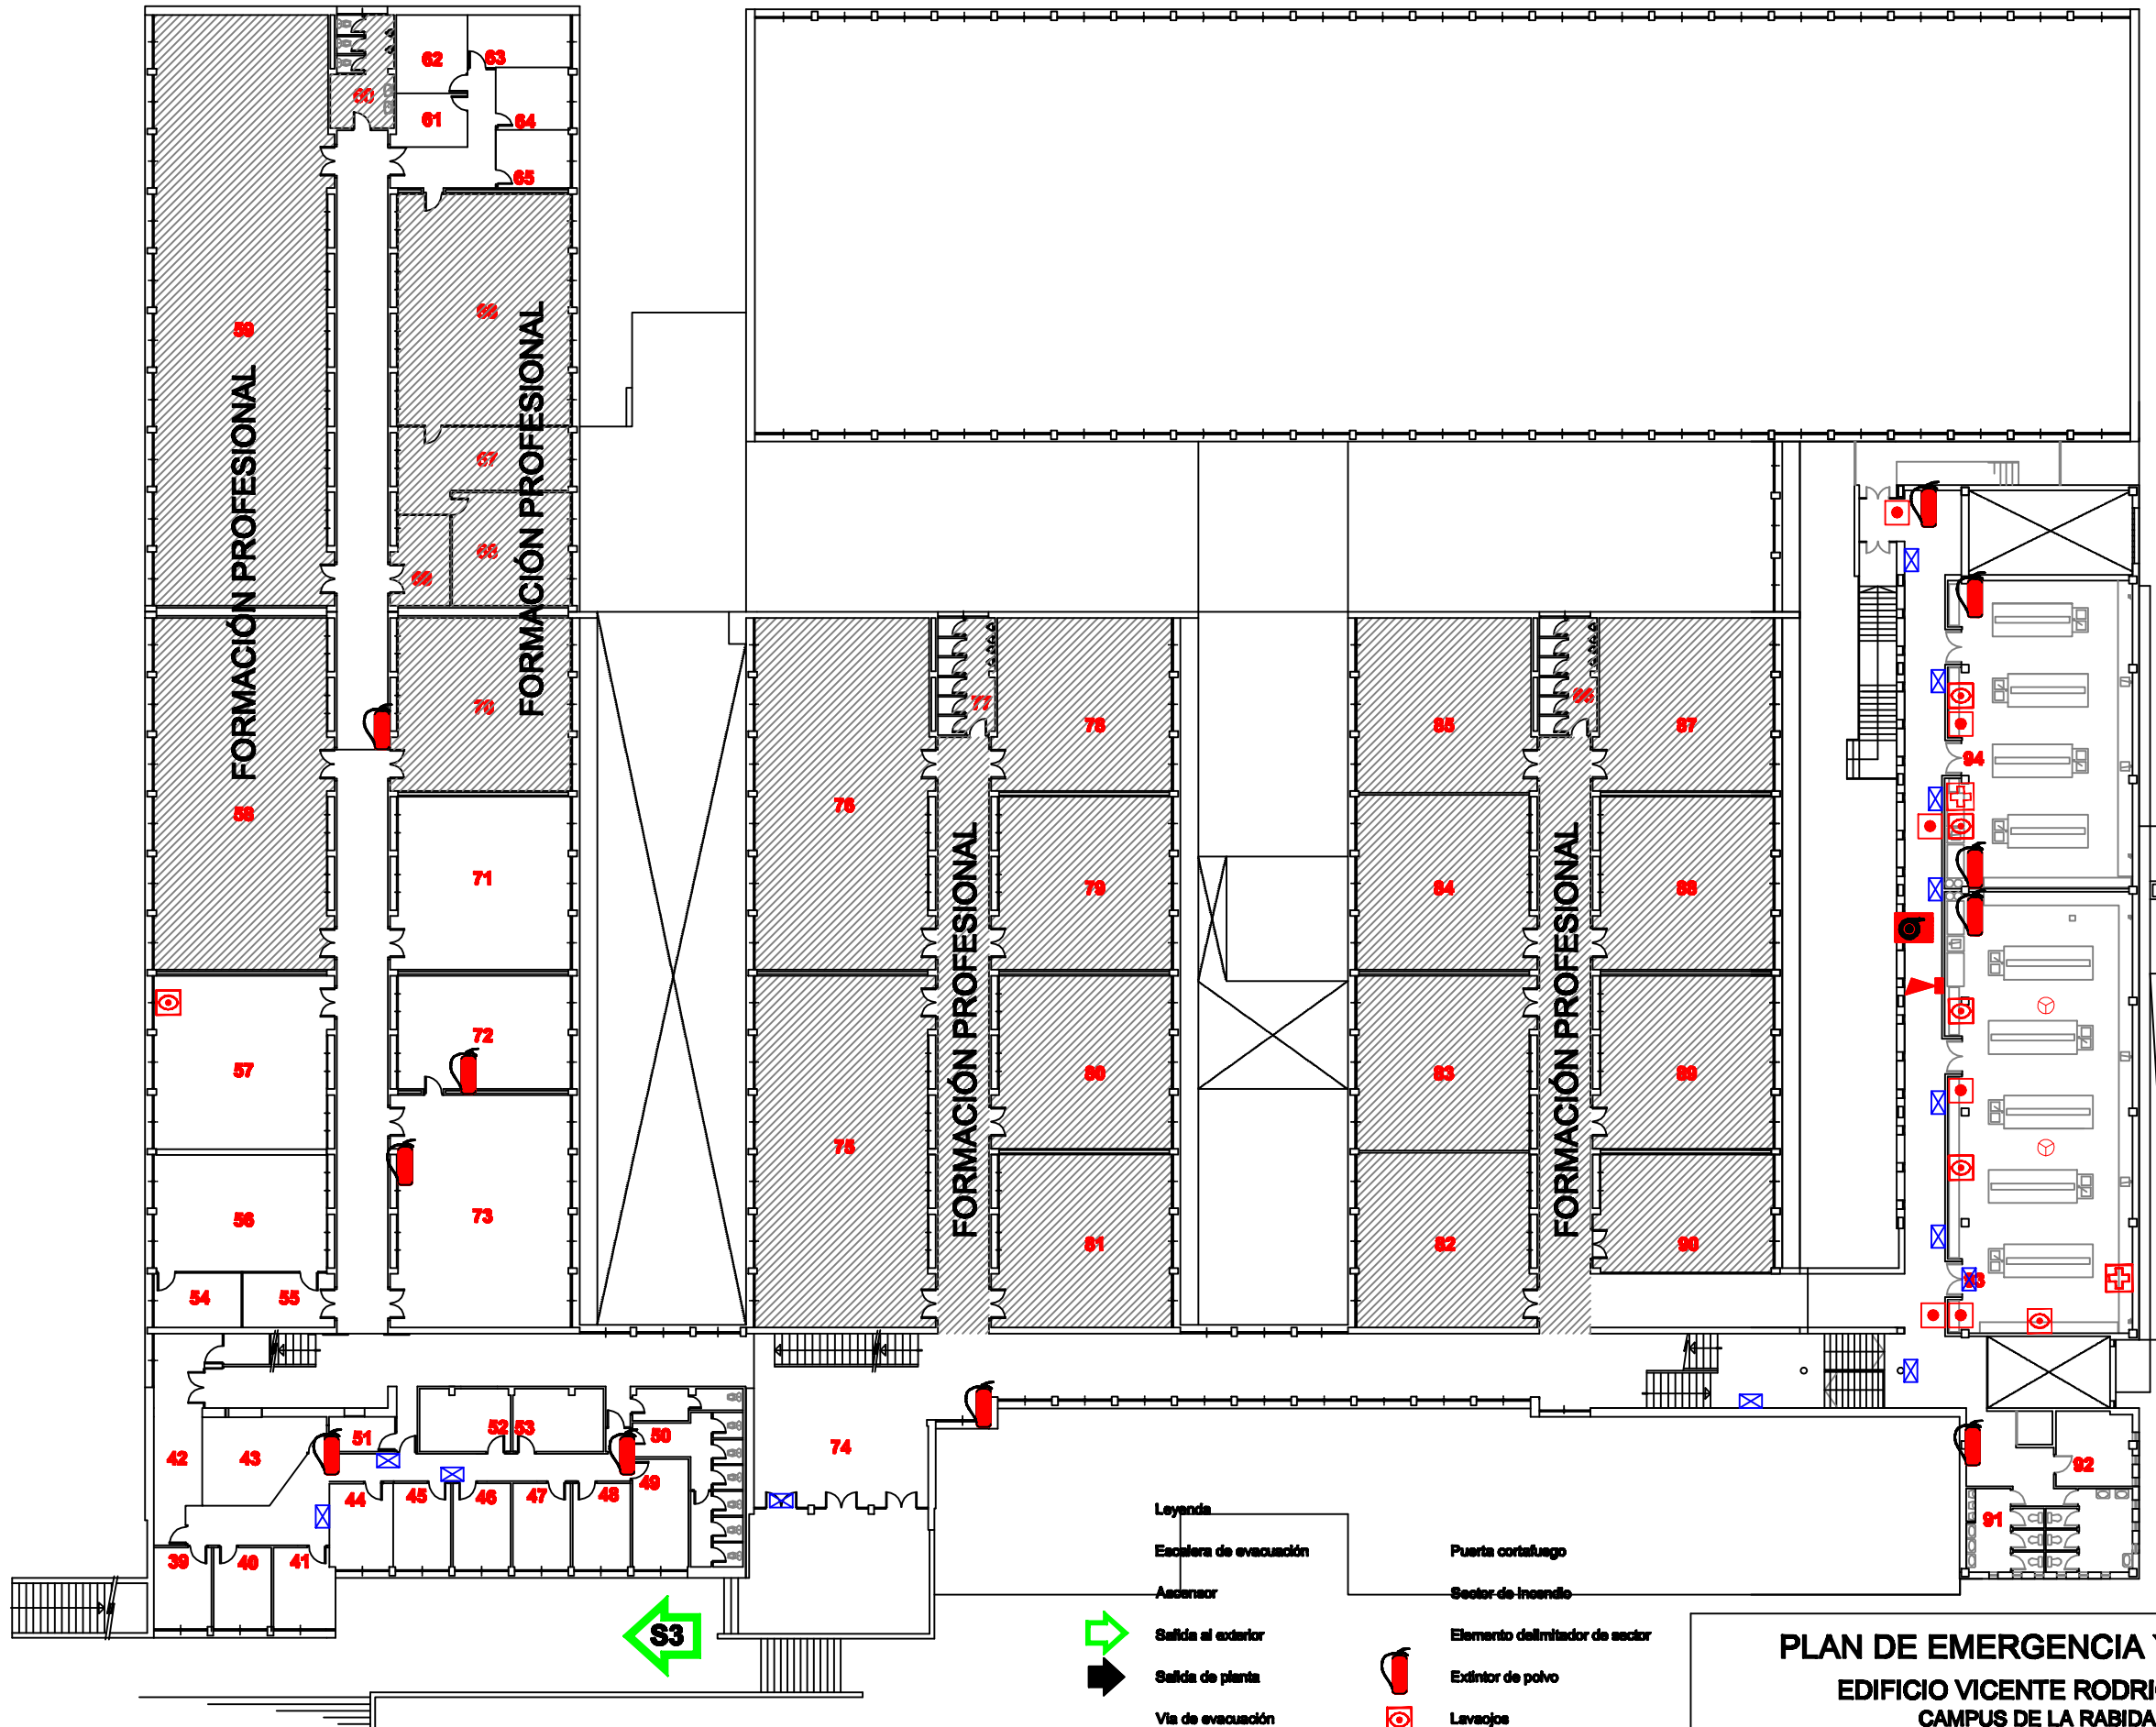 62
63
60
61
64
65
59
66
FORMACIÓN PROFESIONAL
FORMACIÓN PROFESIONAL
67
68
69
58
70
71
57
72
56
73
54
55
76
77
78
FORMACIÓN PROFESIONAL
79
75
80
81
85
86
87
FORMACIÓN PROFESIONAL
84
88
83
89
82
90
94
93
42
43
51
52
53
50
44
45
46
47
48
49
39
40
41
74
92
91
S3
Leyenda
Escalera de evacuación
Ascensor
Salida al exterior
Salida de planta
Vía de evacuación
Puerta cortafuego
Sector de incendio
Elemento delimitador de sector
Extintor de polvo
Lavaojos
PLAN DE EMERGENCIA Y
EDIFICIO VICENTE RODRIG
CAMPUS DE LA RABIDA